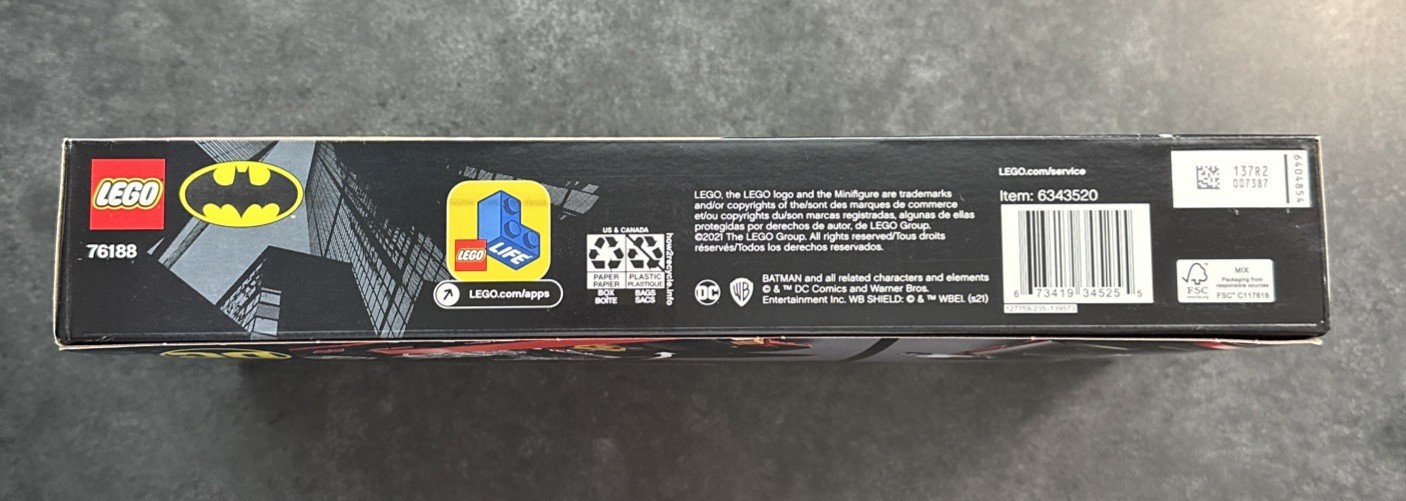 LEGO
76188
LEGO
LIFE
LEGO.com/apps
US & CANADA
PAPER
PAPIER
BOX
BOÎTE
PLASTIC
PLASTIQUE
BAGS
SACS
how2recycle.info
LEGO, the LEGO logo and the Minifigure are trademarks
and/or copyrights of the/sont des marques de commerce
et/ou copyrights du/son marcas registradas, algunas de ellas
protegidas por derechos de autor, de LEGO Group.
©2021 The LEGO Group. All rights reserved/Tous droits
réservés/Todos los derechos reservados.
DC
WB
BATMAN and all related characters and elements
© & ™ DC Comics and Warner Bros.
Entertainment Inc. WB SHIELD: © & ™ WBEI. (s21)
LEGO.com/service
Item: 6343520
6 73419 34525 5
137R2
007387
6404854
FSC
MIX
Packaging from
responsible sources
FSC™ C117818